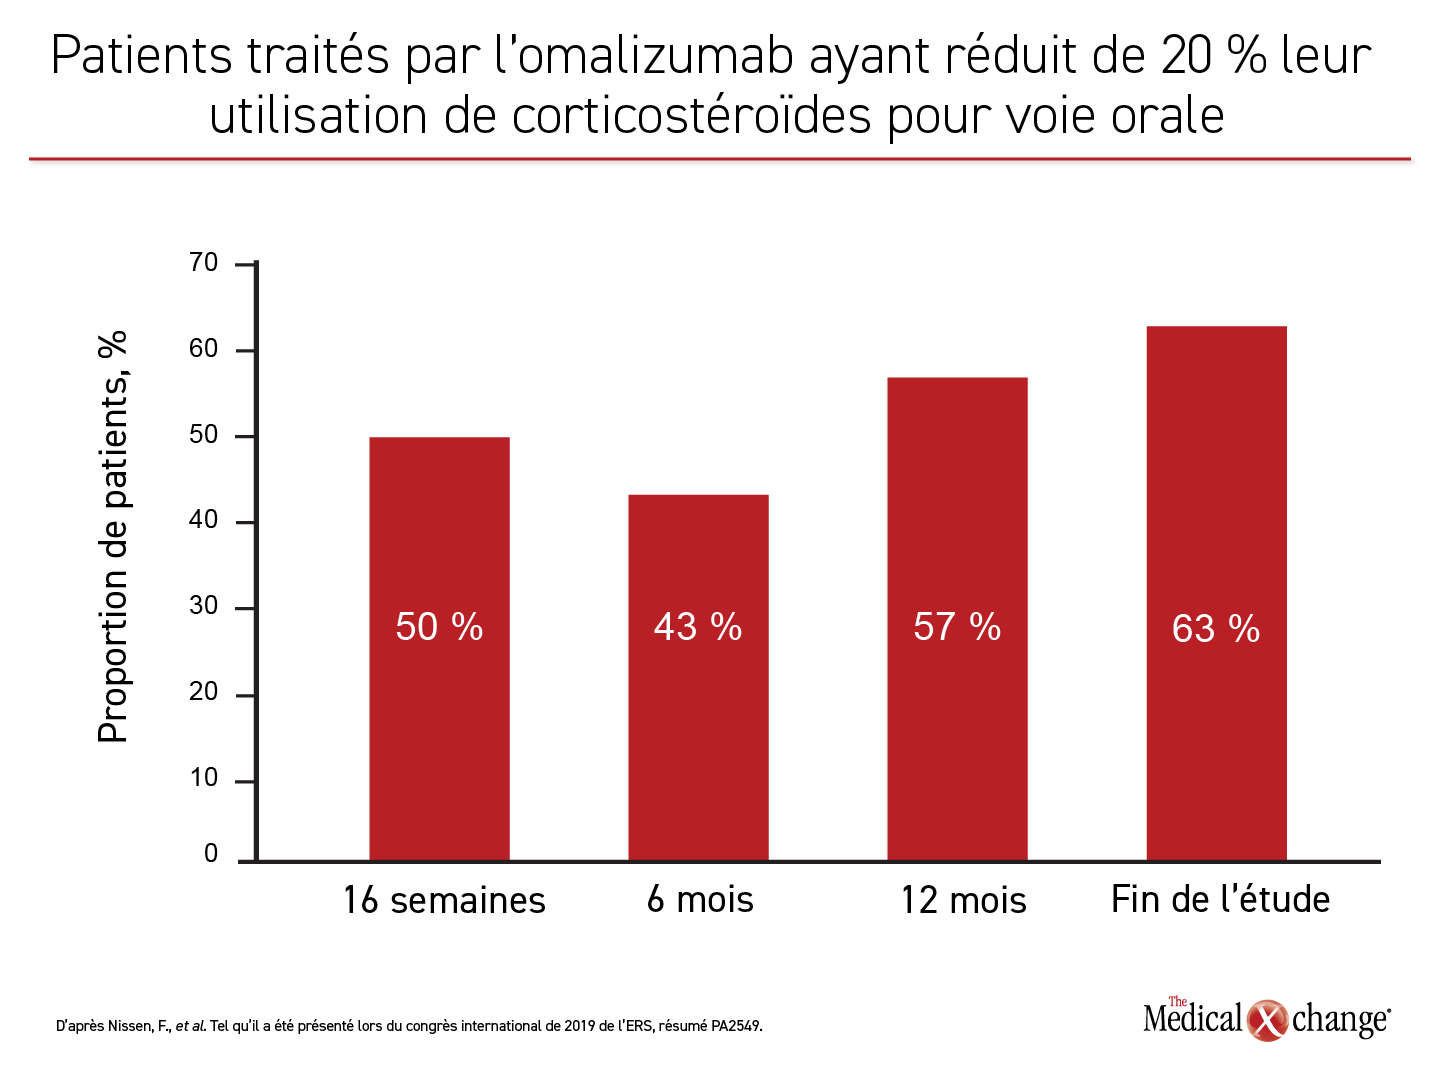 Patients traités par l’omalizumab ayant réduit de 20 % leur
utilisation de corticostéroïdes pour voie orale
Proportion de patients, %
70
60
50
40
30
20
10
0
50 %
43 %
57 %
63 %
16 semaines
6 mois
12 mois
Fin de l’étude
D’après Nissen, F., et al. Tel qu’il a été présenté lors du congrès international de 2019 de l’ERS, résumé PA2549.
The
Medical Xchange®